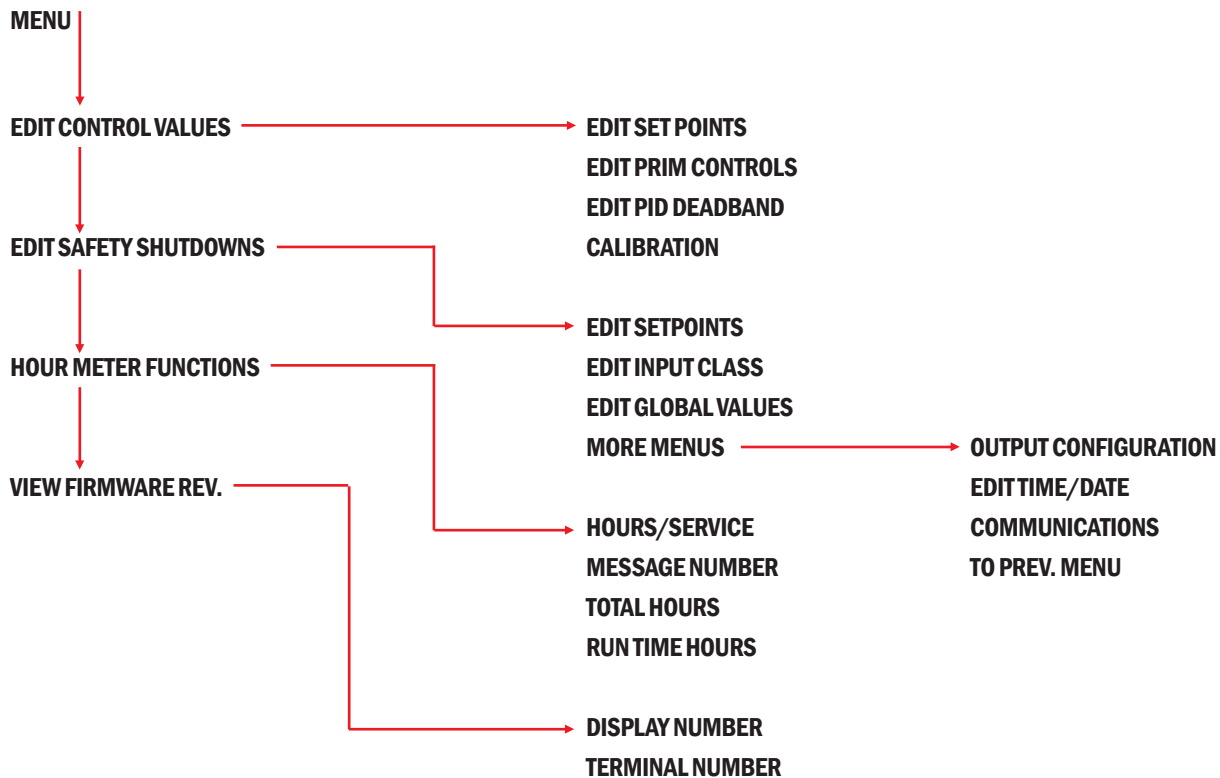 MENU
EDIT CONTROL VALUES
EDIT SET POINTS
EDIT PRIM CONTROLS
EDIT PID DEADBAND
CALIBRATION
EDIT SAFETY SHUTDOWNS
EDIT SETPOINTS
EDIT INPUT CLASS
EDIT GLOBAL VALUES
MORE MENUS
OUTPUT CONFIGURATION
EDIT TIME/DATE
COMMUNICATIONS
TO PREV. MENU
HOUR METER FUNCTIONS
HOURS/SERVICE
MESSAGE NUMBER
TOTAL HOURS
RUN TIME HOURS
VIEW FIRMWARE REV.
DISPLAY NUMBER
TERMINAL NUMBER